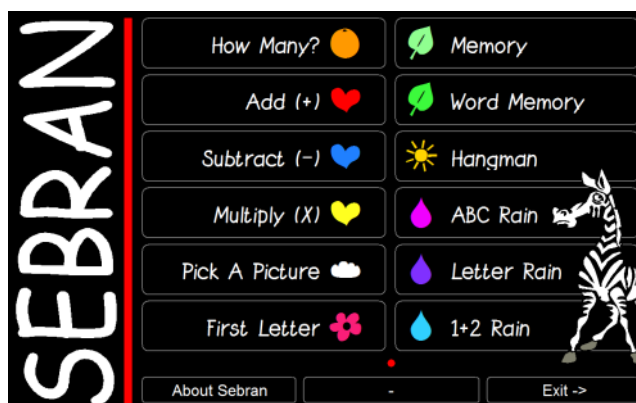 SEBRAN
How Many?
Add (+)
Subtract (-)
Multiply (X)
Pick A Picture
First Letter
Memory
Word Memory
Hangman
ABC Rain
Letter Rain
1+2 Rain
About Sebran
-
Exit ->